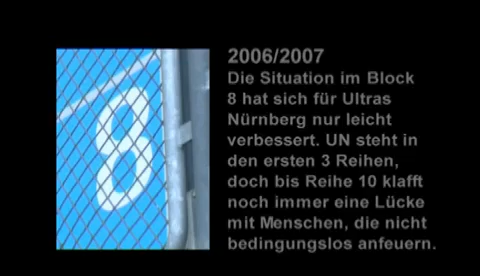 2006/2007
Die Situation im Block
8 hat sich für Ultras
Nürnberg nur leicht
verbessert. UN steht in
den ersten 3 Reihen,
doch bis Reihe 10 klafft
noch immer eine Lücke
mit Menschen, die nicht
bedingungslos anfeuern.
8